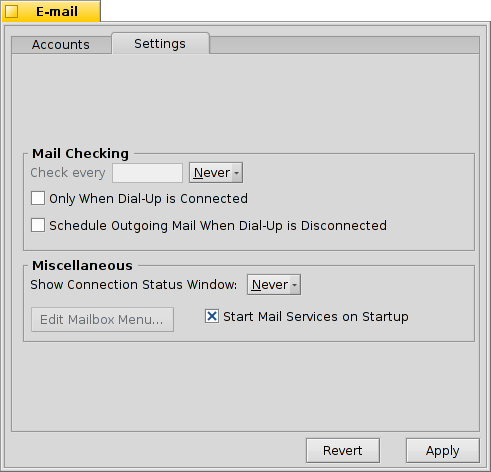 E-mail
Accounts Settings
Mail Checking
Check every Never
Only When Dial-Up is Connected
Schedule Outgoing Mail When Dial-Up is Disconnected
Miscellaneous
Show Connection Status Window: Never
Edit Mailbox Menu... Start Mail Services on Startup
Revert Apply